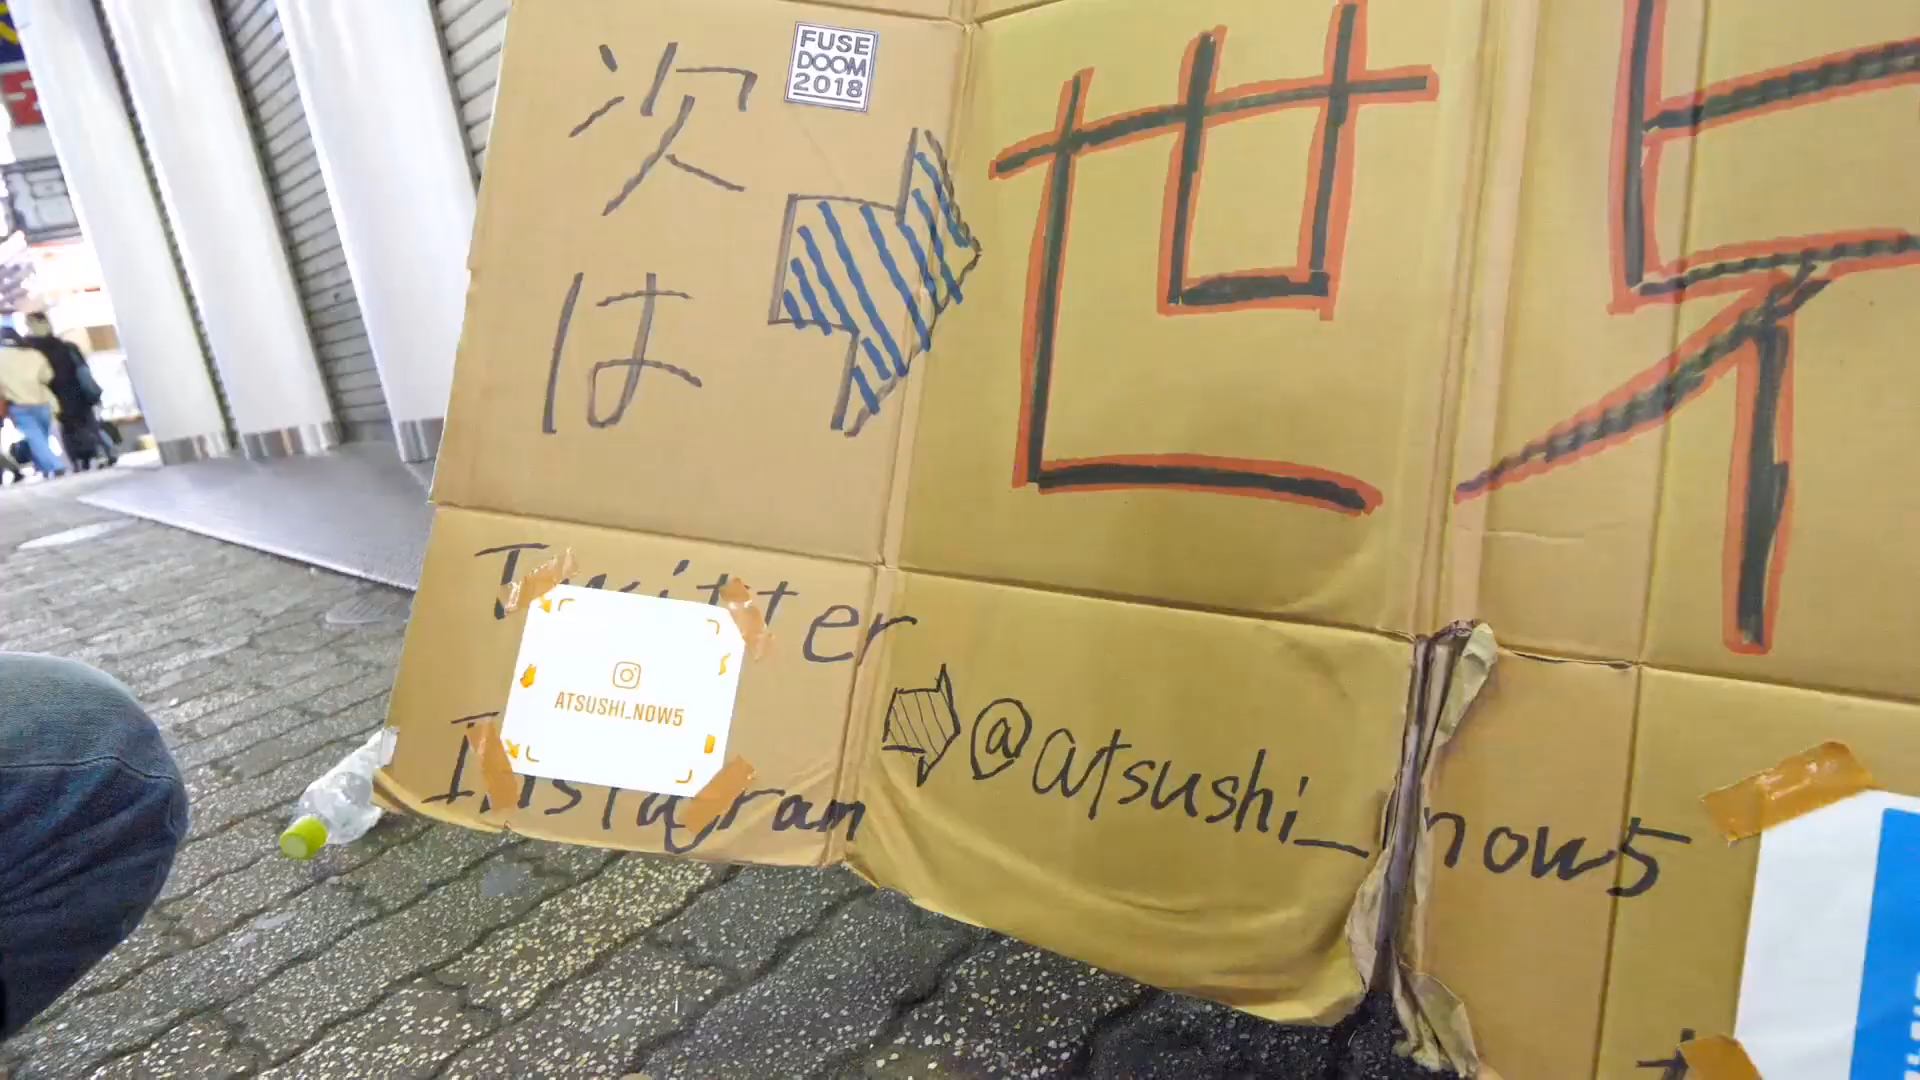 次は
FUSE
DOOM
2018
世
Twitter
Instagram
ATSUSHI_NOW5
@atsushi_now5